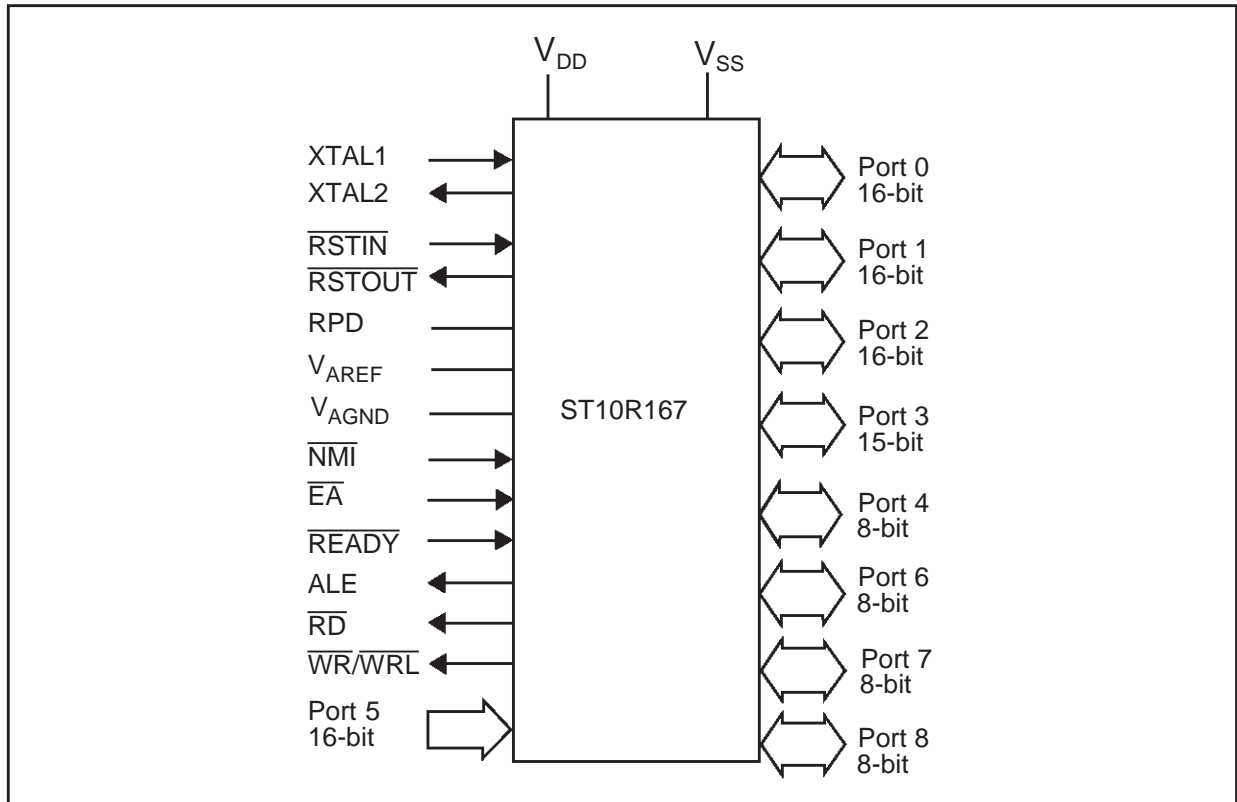 VDD
VSS
XTAL1
XTAL2
RSTIN
RSTOUT
RPD
VAREF
VAGND
NMI
EA
READY
ALE
RD
WR/WRL
Port 5
16-bit
ST10R167
Port 0
16-bit
Port 1
16-bit
Port 2
16-bit
Port 3
15-bit
Port 4
8-bit
Port 6
8-bit
Port 7
8-bit
Port 8
8-bit